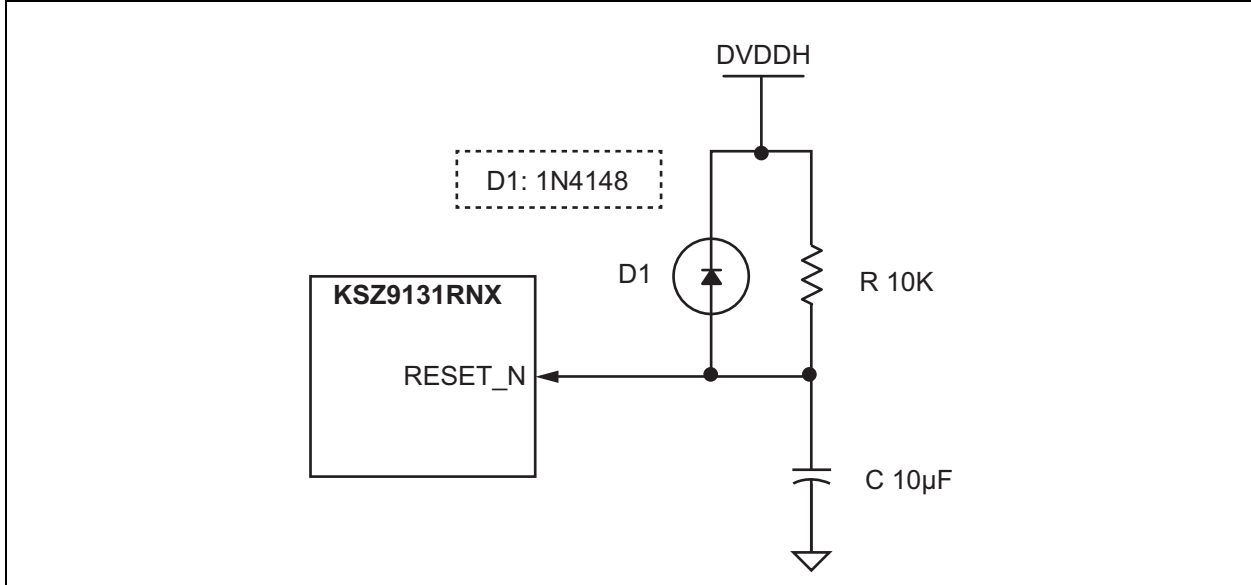 DVDDH
D1: 1N4148
D1
R 10K
KSZ9131RNX
RESET_N
C 10µF